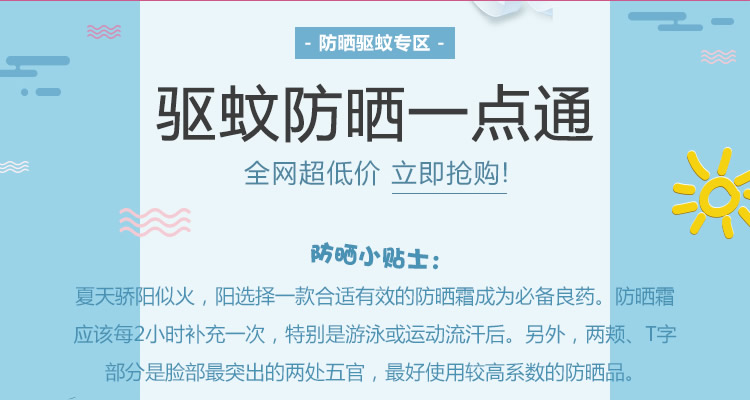 - 防晒驱蚊专区 -
驱蚊防晒一点通
全网超低价 立即抢购!
防晒小贴士：
夏天骄阳似火，阳选择一款合适有效的防晒霜成为必备良药。防晒霜
应该每2小时补充一次，特别是游泳或运动流汗后。另外，两颊、T字
部分是脸部最突出的两处五官，最好使用较高系数的防晒品。